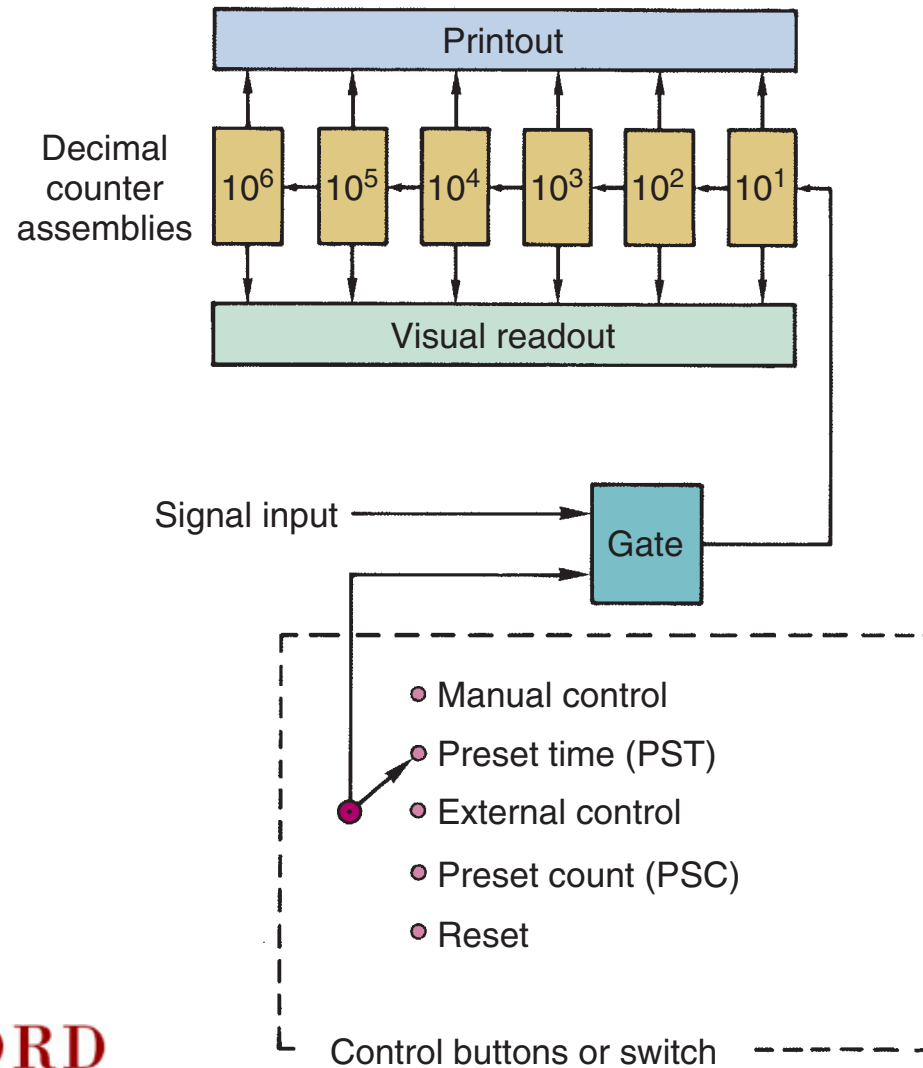 Printout
Decimal
counter
assemblies
10⁶ 10⁵ 10⁴ 10³ 10² 10¹
Visual readout
Signal input
Gate
Manual control
Preset time (PST)
External control
Preset count (PSC)
Reset
Control buttons or switch
RD